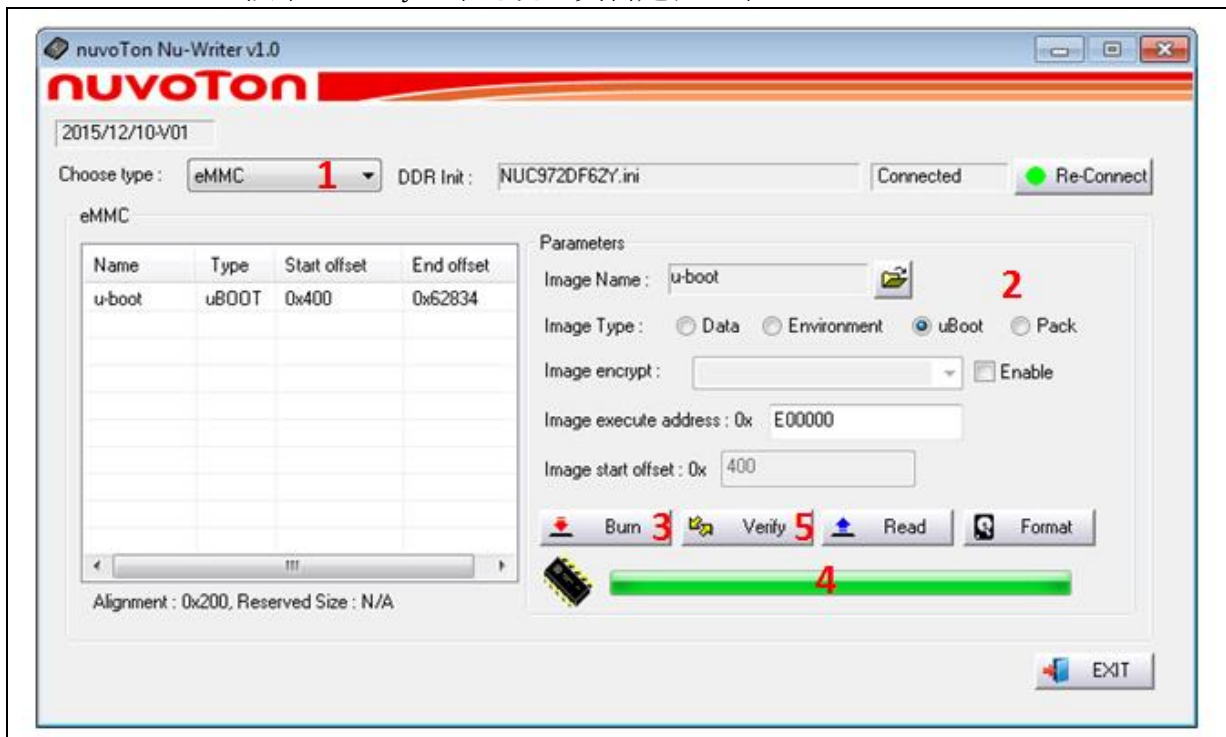 nuvoTon Nu-Writer v1.0
nuvoTon
2015/12/10-V01
Choose type : eMMC 1 DDR Init : NUC972DF62Y.ini Connected Re-Connect
eMMC
Parameters
Name Type Start offset End offset
u-boot uBOOT 0x400 0x62834
Image Name : u-boot 2
Image Type : Data Environment uBoot Pack
Image encrypt : Enable
Image execute address : 0x E00000
Image start offset : 0x 400
Burn 3 Verify 5 Read Format
4
Alignment : 0x200, Reserved Size : N/A
EXIT